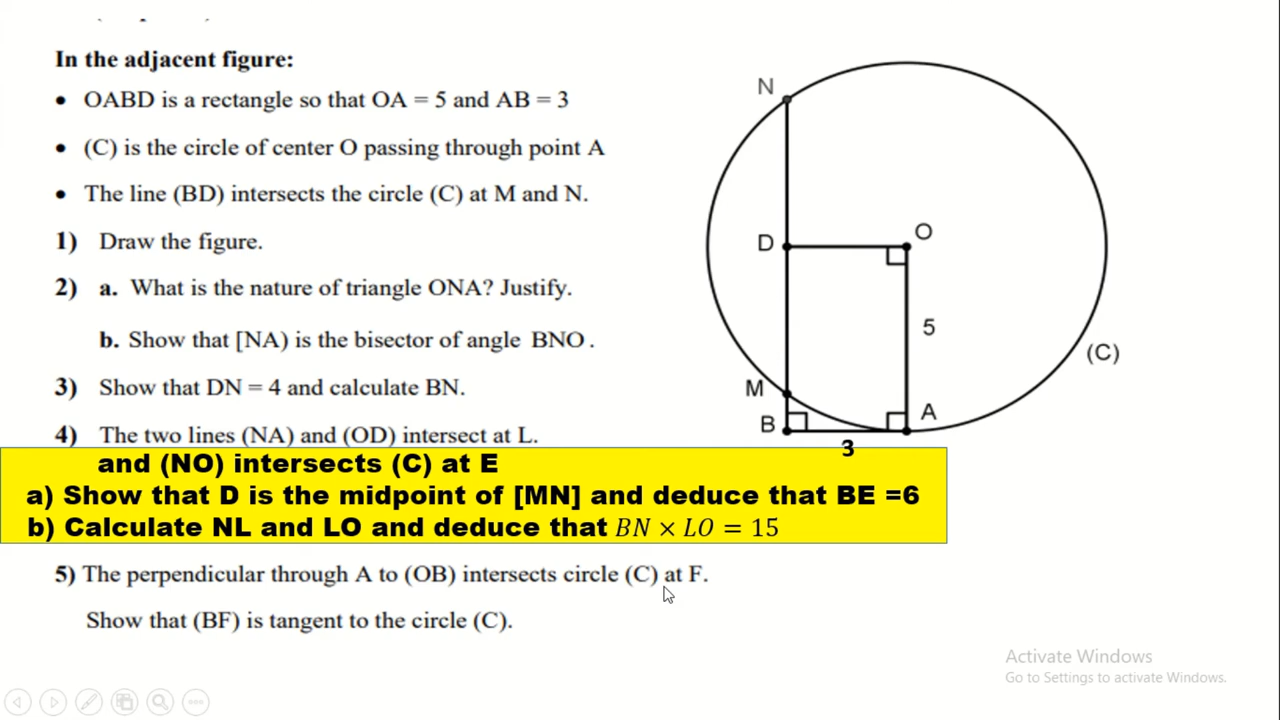 In the adjacent figure:
• OABD is a rectangle so that OA = 5 and AB = 3
• (C) is the circle of center O passing through point A
• The line (BD) intersects the circle (C) at M and N.
1) Draw the figure.
2) a. What is the nature of triangle ONA? Justify.
b. Show that [NA) is the bisector of angle BNO.
3) Show that DN = 4 and calculate BN.
4) The two lines (NA) and (OD) intersect at L.
and (NO) intersects (C) at E
a) Show that D is the midpoint of [MN] and deduce that BE =6
b) Calculate NL and LO and deduce that BN × LO = 15
5) The perpendicular through A to (OB) intersects circle (C) at F.
Show that (BF) is tangent to the circle (C).
N
D
O
5
(C)
M
A
B
3
Activate Windows
Go to Settings to activate Windows.